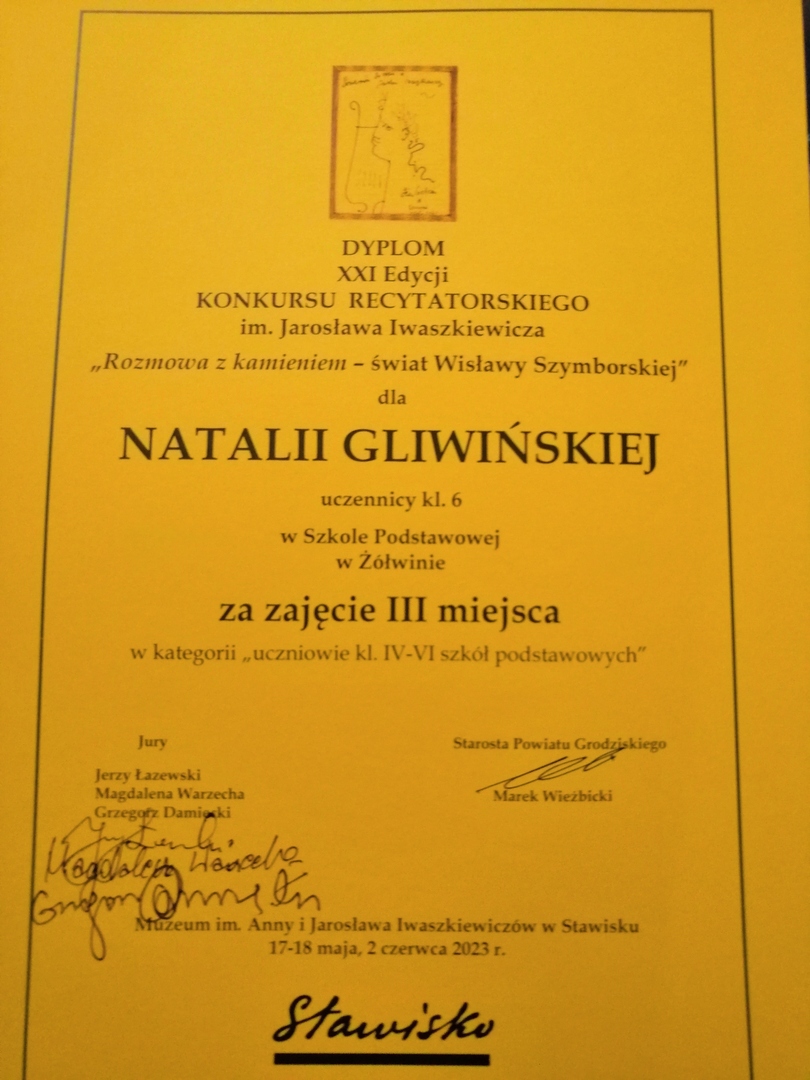 DYPLOM
XXI Edycji
KONKURSU RECYTATORSKIEGO
im. Jarosława Iwaszkiewicza
„Rozmowa z kamieniem – świat Wisławy Szymborskiej”
dla
NATALII GLIWIŃSKIEJ
uczennicy kl. 6
w Szkole Podstawowej
w Żółwinie
za zajęcie III miejsca
w kategorii „uczniowie kl. IV-VI szkół podstawowych”
Jury
Jerzy Łazewski
Magdalena Warzecha
Grzegorz Damięcki
Starosta Powiatu Grodziskiego
Marek Wieżbicki
Magdalena Warzecha
Muzeum im. Anny i Jarosława Iwaszkiewiczów w Stawisku
17-18 maja, 2 czerwca 2023 r.
Stawisko